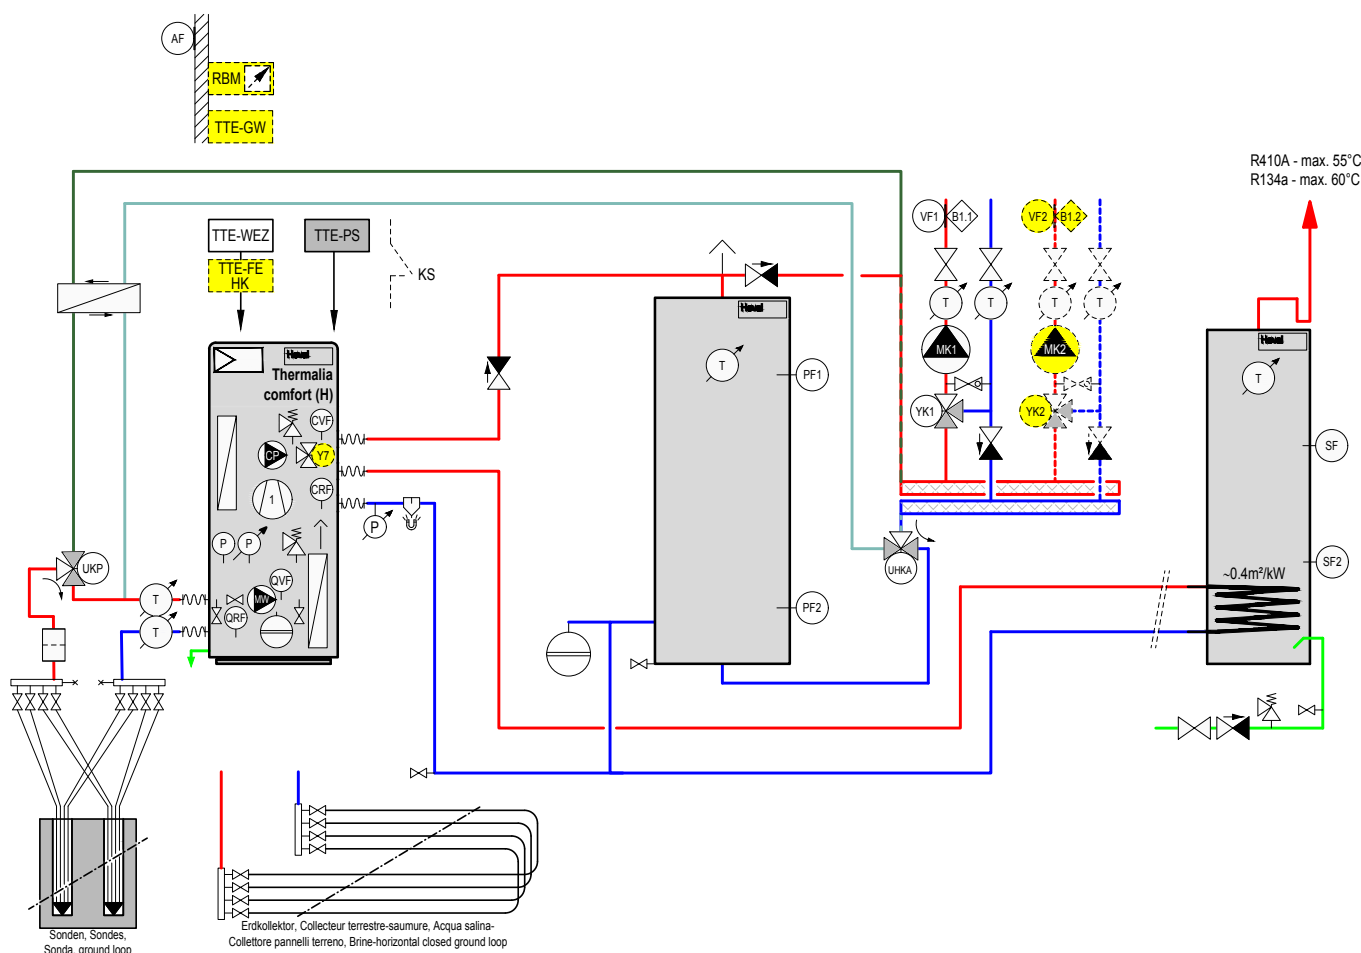 AF
RBM
TTE-GW
R410A - max. 55°C
R134a - max. 60°C
TTE-WEZ
TTE-PS
TTE-FE
HK
KS
VF1
B1.1
VF2
B1.2
T
T
T
T
Hoval
Thermalia
comfort (H)
Hoval
T
PF1
MK1
MK2
Hoval
T
CVF
CP
Y7
YK1
YK2
SF
CRF
1
P
P
P
UKP
QVF
MW
QRF
T
T
UHKA
SF2
~0.4m²/kW
PF2
Sonden, Sondes,
Sonda, ground loop
Erdkollektor, Collecteur terrestre-saumure, Acqua salina-
Collettore pannelli terreno, Brine-horizontal closed ground loop